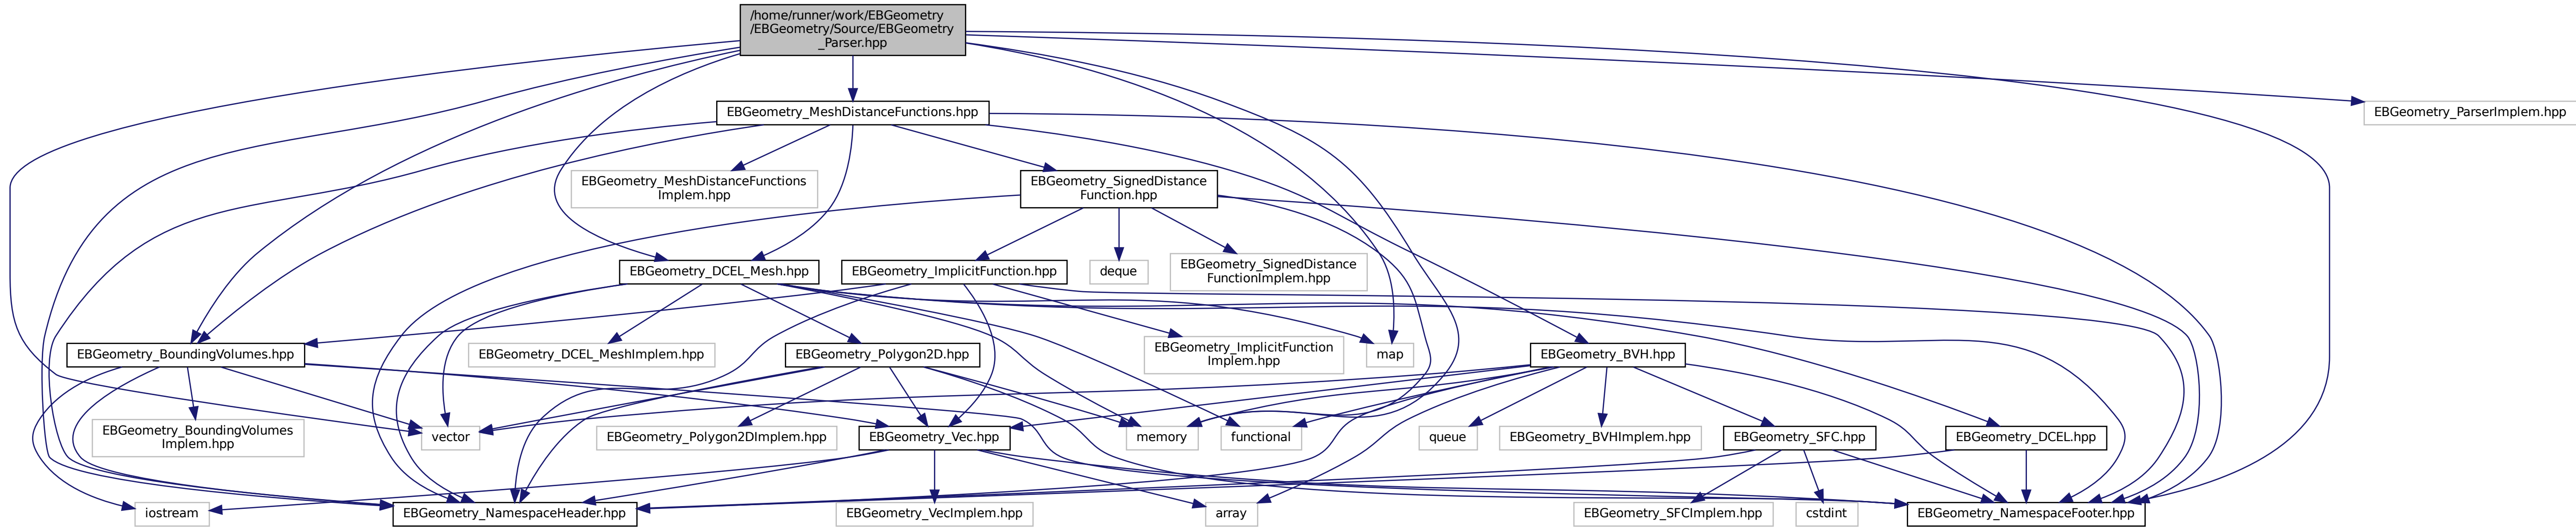 /home/runner/work/EBGeometry
/EBGeometry/Source/EBGeometry
_Parser.hpp
EBGeometry_MeshDistanceFunctions.hpp
EBGeometry_ParserImplem.hpp
EBGeometry_MeshDistanceFunctions
Implem.hpp
EBGeometry_SignedDistance
Function.hpp
EBGeometry_DCEL_Mesh.hpp
EBGeometry_ImplicitFunction.hpp
deque
EBGeometry_SignedDistance
FunctionImplem.hpp
EBGeometry_BoundingVolumes.hpp
EBGeometry_DCEL_MeshImplem.hpp
EBGeometry_Polygon2D.hpp
EBGeometry_ImplicitFunction
Implem.hpp
map
EBGeometry_BVH.hpp
EBGeometry_BoundingVolumes
Implem.hpp
vector
EBGeometry_Polygon2DImplem.hpp
EBGeometry_Vec.hpp
memory
functional
queue
EBGeometry_BVHImplem.hpp
EBGeometry_SFC.hpp
EBGeometry_DCEL.hpp
iostream
EBGeometry_NamespaceHeader.hpp
EBGeometry_VecImplem.hpp
array
EBGeometry_SFCImplem.hpp
cstdint
EBGeometry_NamespaceFooter.hpp